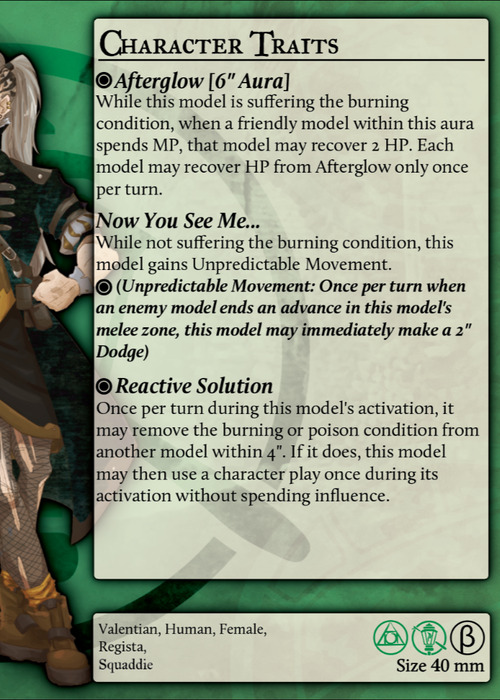 Character Traits
Afterglow [6" Aura]
While this model is suffering the burning
condition, when a friendly model within this aura
spends MP, that model may recover 2 HP. Each
model may recover HP from Afterglow only once
per turn.
Now You See Me...
While not suffering the burning condition, this
model gains Unpredictable Movement.
(Unpredictable Movement: Once per turn when
an enemy model ends an advance in this model's
melee zone, this model may immediately make a 2"
Dodge)
Reactive Solution
Once per turn during this model's activation, it
may remove the burning or poison condition from
another model within 4". If it does, this model
may then use a character play once during its
activation without spending influence.
Valentian, Human, Female,
Regista,
Squaddie
β
Size 40 mm